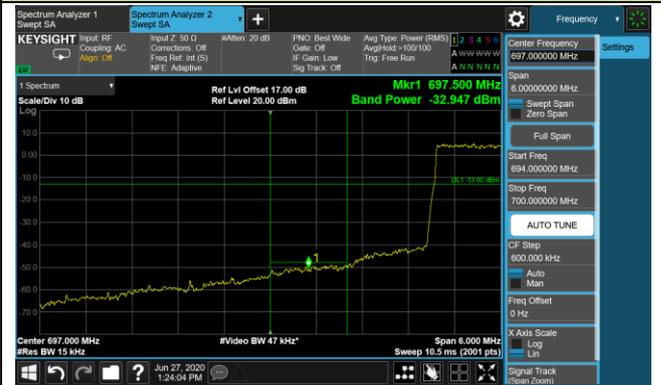 Spectrum Analyzer 1
Swept SA
Spectrum Analyzer 2
Swept SA
Frequency
KEYSIGHT
Input: RF
Coupling: AC
Align: Off
Input Z: 50 Ω
Corrections: Off
Freq Ref: Int (S)
NFE: Adaptive
#Atten: 20 dB
PNO: Best Wide
Gate: Off
IF Gain: Low
Sig Track: Off
Avg Type: Power (RMS)
Avg|Hold:>100/100
Trig: Free Run
1 2 3 4 5 6
A W W W W W
A N N N N N
1 Spectrum
Scale/Div 10 dB
Ref Lvl Offset 17.00 dB
Ref Level 20.00 dBm
Mkr1 697.500 MHz
Band Power -32.947 dBm
Log
10.0
0.00
-10.0
DL1 -13.00 dBm
-20.0
-30.0
-40.0
1
-50.0
-60.0
-70.0
Center 697.000 MHz
#Res BW 15 kHz
#Video BW 47 kHz*
Span 6.000 MHz
Sweep 10.5 ms (2001 pts)
Jun 27, 2020
1:24:04 PM
Center Frequency
697.000000 MHz
Settings
Span
6.00000000 MHz
Swept Span
Zero Span
Full Span
Start Freq
694.000000 MHz
Stop Freq
700.000000 MHz
AUTO TUNE
CF Step
600.000 kHz
Auto
Man
Freq Offset
0 Hz
X Axis Scale
Log
Lin
Signal Track
(Span Zoom)